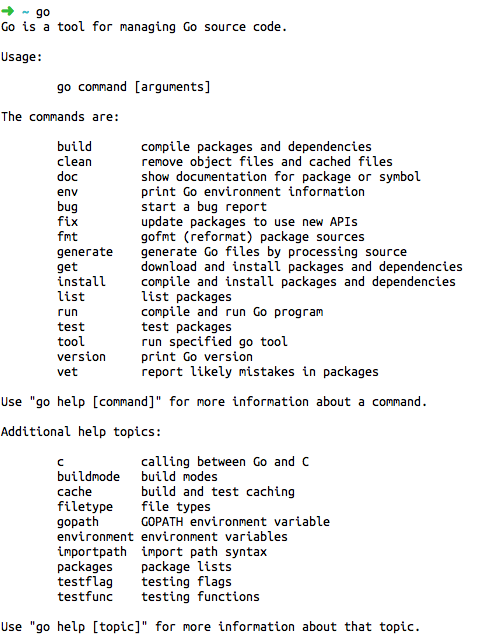 ➜ ~ go
Go is a tool for managing Go source code.

Usage:

        go command [arguments]

The commands are:

        build       compile packages and dependencies
        clean       remove object files and cached files
        doc         show documentation for package or symbol
        env         print Go environment information
        bug         start a bug report
        fix         update packages to use new APIs
        fmt         gofmt (reformat) package sources
        generate    generate Go files by processing source
        get         download and install packages and dependencies
        install     compile and install packages and dependencies
        list        list packages
        run         compile and run Go program
        test        test packages
        tool        run specified go tool
        version     print Go version
        vet         report likely mistakes in packages

Use "go help [command]" for more information about a command.

Additional help topics:

        c           calling between Go and C
        buildmode   build modes
        cache       build and test caching
        filetype    file types
        gopath      GOPATH environment variable
        environment environment variables
        importpath  import path syntax
        packages    package lists
        testflag    testing flags
        testfunc    testing functions

Use "go help [topic]" for more information about that topic.